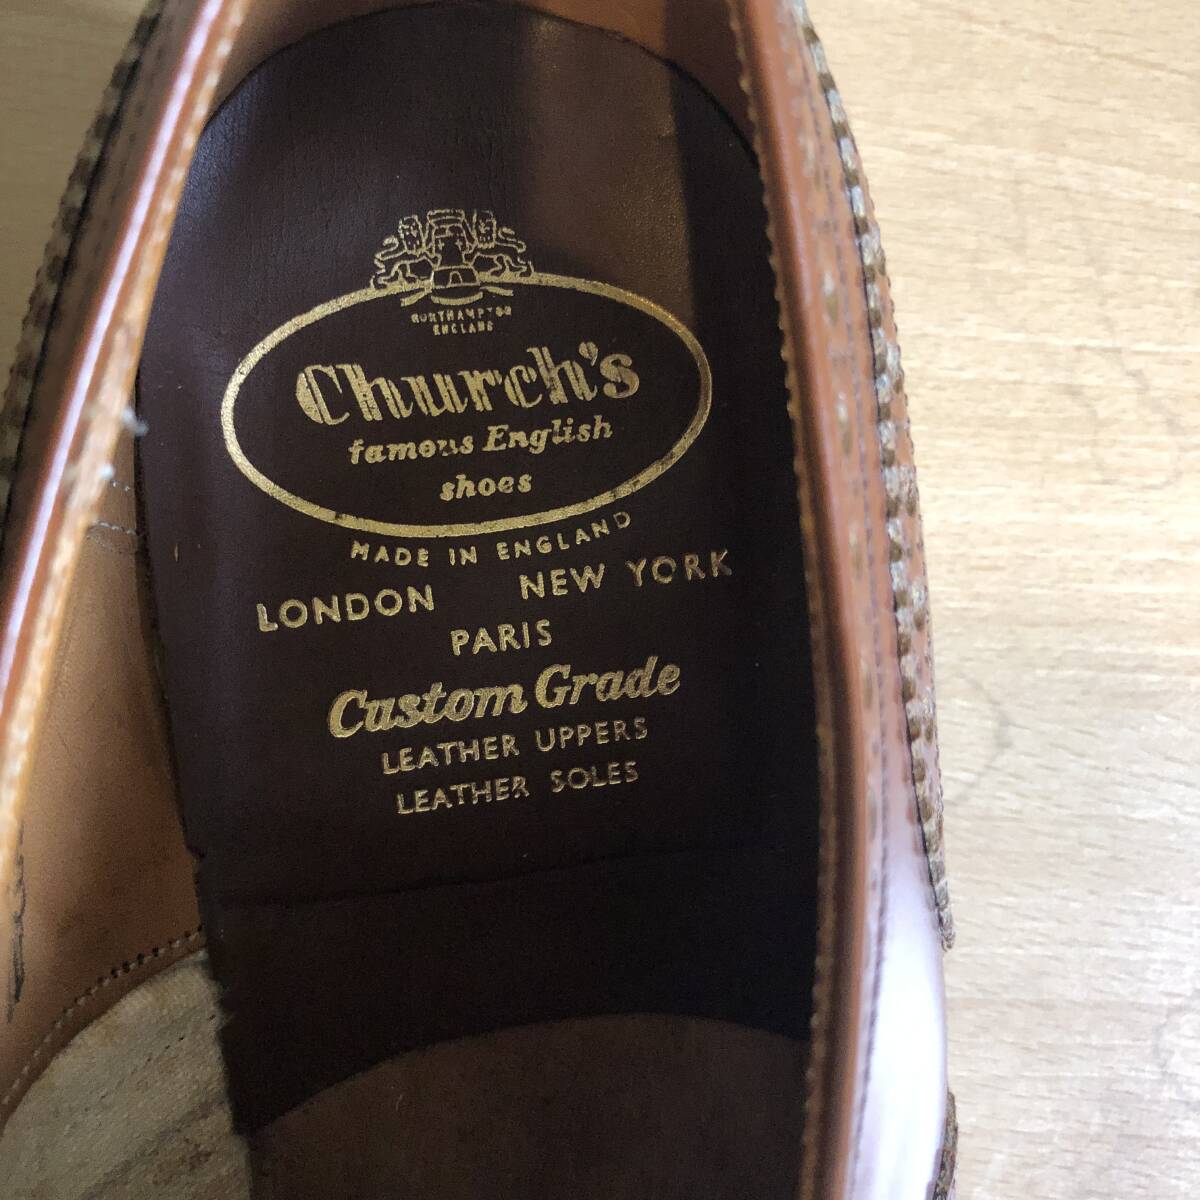 NORTHAMPTON
ENGLAND
Church's
famous English
shoes
MADE IN ENGLAND
LONDON NEW YORK
PARIS
Custom Grade
LEATHER UPPERS
LEATHER SOLES